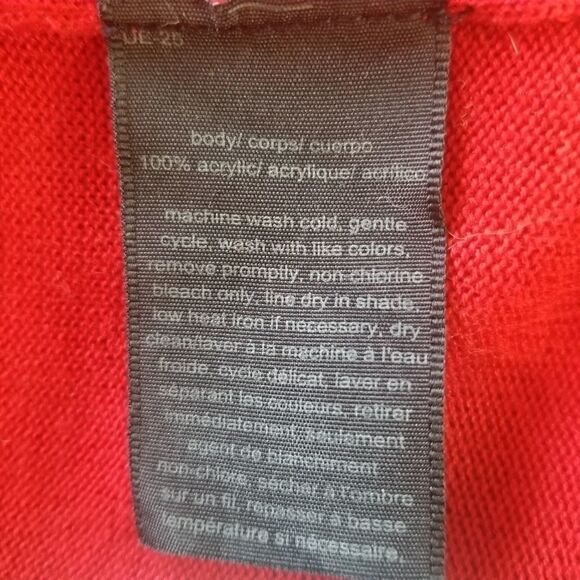 body/ corps/ cuerpo
100% acrylic/ acrylique/ acrílico
machine wash cold, gentle
cycle, wash with like colors,
remove promptly, non-chlorine
bleach only, line dry in shade,
low heat iron if necessary, dry
clean/laver à la machine à l'eau
froide, cycle délicat, laver en
séparant les couleurs, retirer
immédiatement, seulement
agent de blanchiment
non-chlore, sécher à l'ombre
sur un fil, repasser à basse
température si nécessaire,